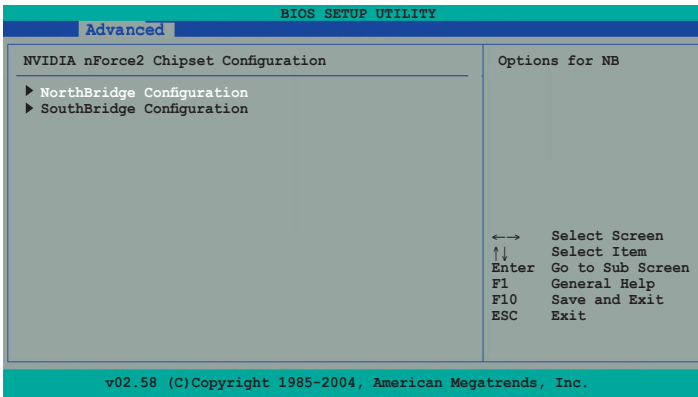 BIOS SETUP UTILITY
Advanced
NVIDIA nForce2 Chipset Configuration
NorthBridge Configuration
SouthBridge Configuration
Options for NB
←→ Select Screen
↑↓ Select Item
Enter Go to Sub Screen
F1 General Help
F10 Save and Exit
ESC Exit
v02.58 (C)Copyright 1985-2004, American Megatrends, Inc.